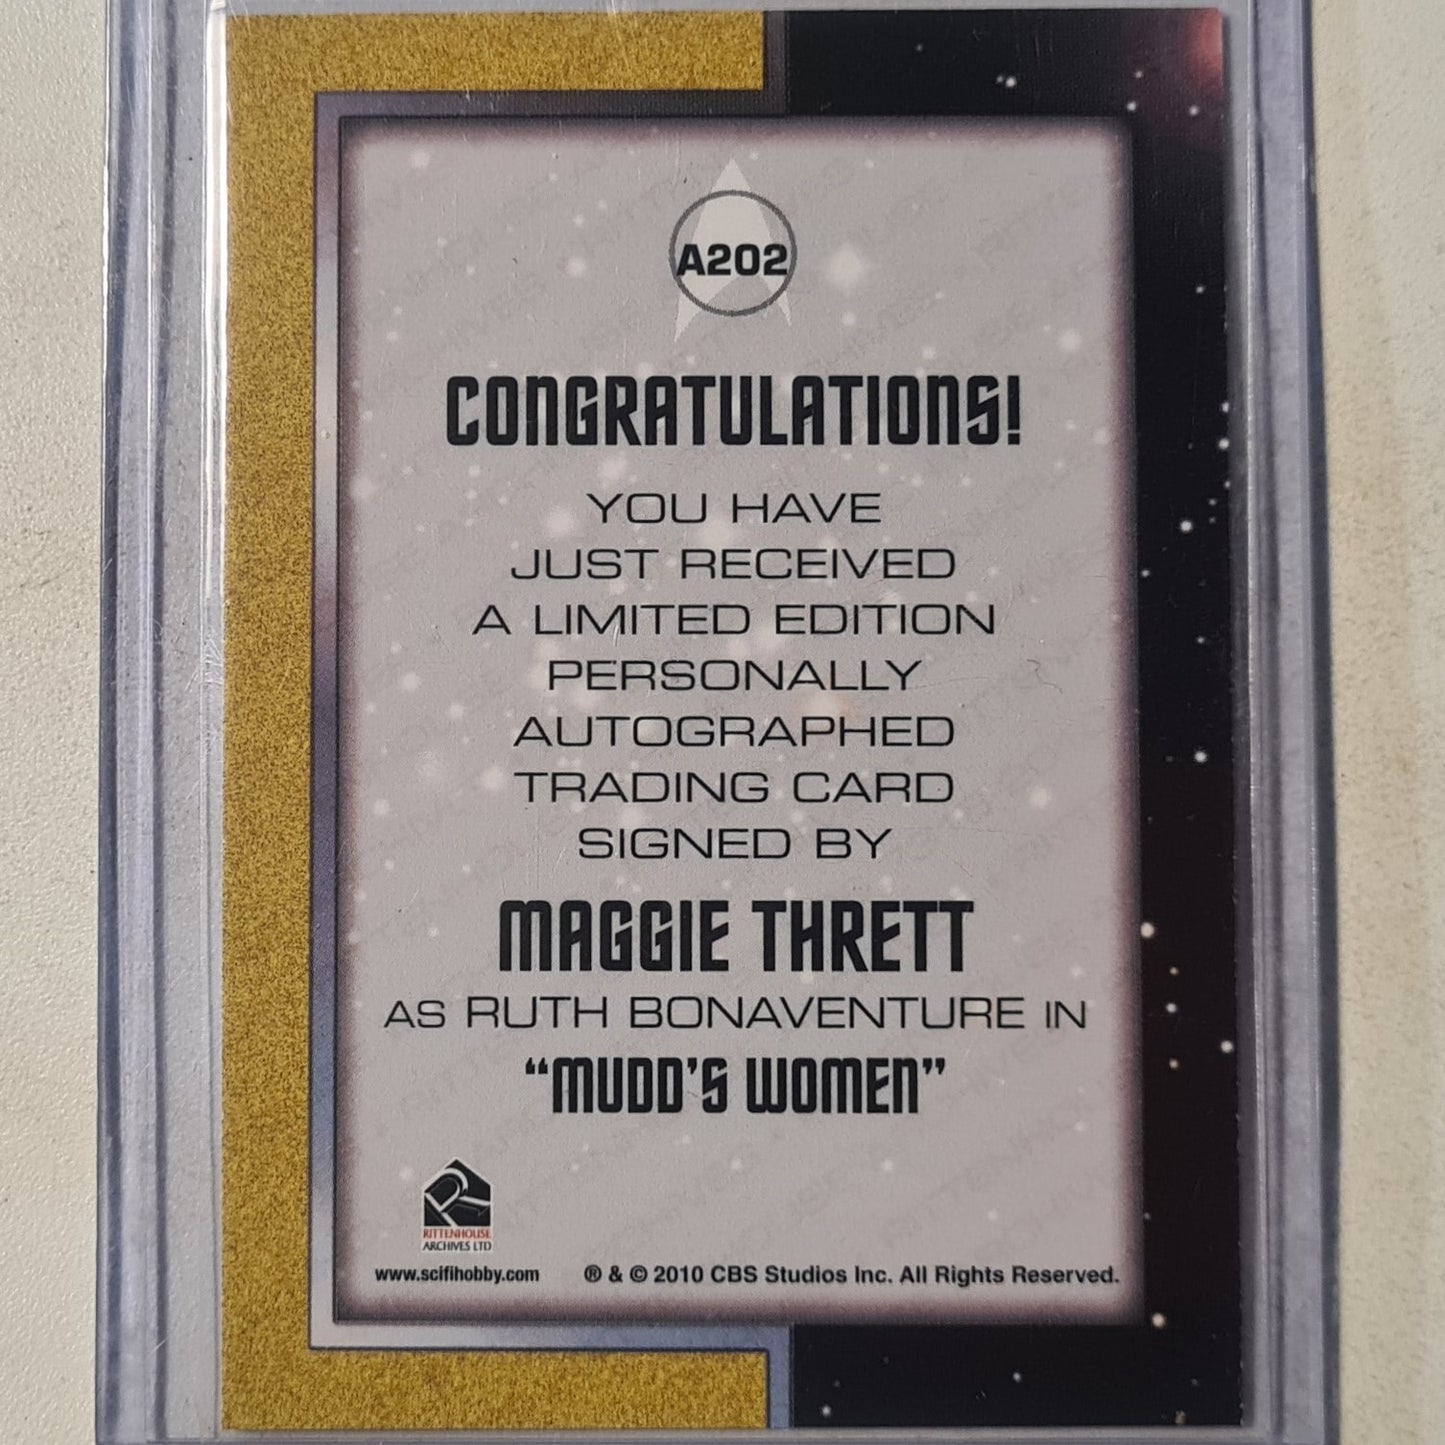 A202
CONGRATULATIONS!
YOU HAVE
JUST RECEIVED
A LIMITED EDITION
PERSONALLY
AUTOGRAPHED
TRADING CARD
SIGNED BY
MAGGIE THRETT
AS RUTH BONAVENTURE IN
“MUDD’S WOMEN”
RITTENHOUSE
ARCHIVES LTD
www.scifihobby.com ® & © 2010 CBS Studios Inc. All Rights Reserved.